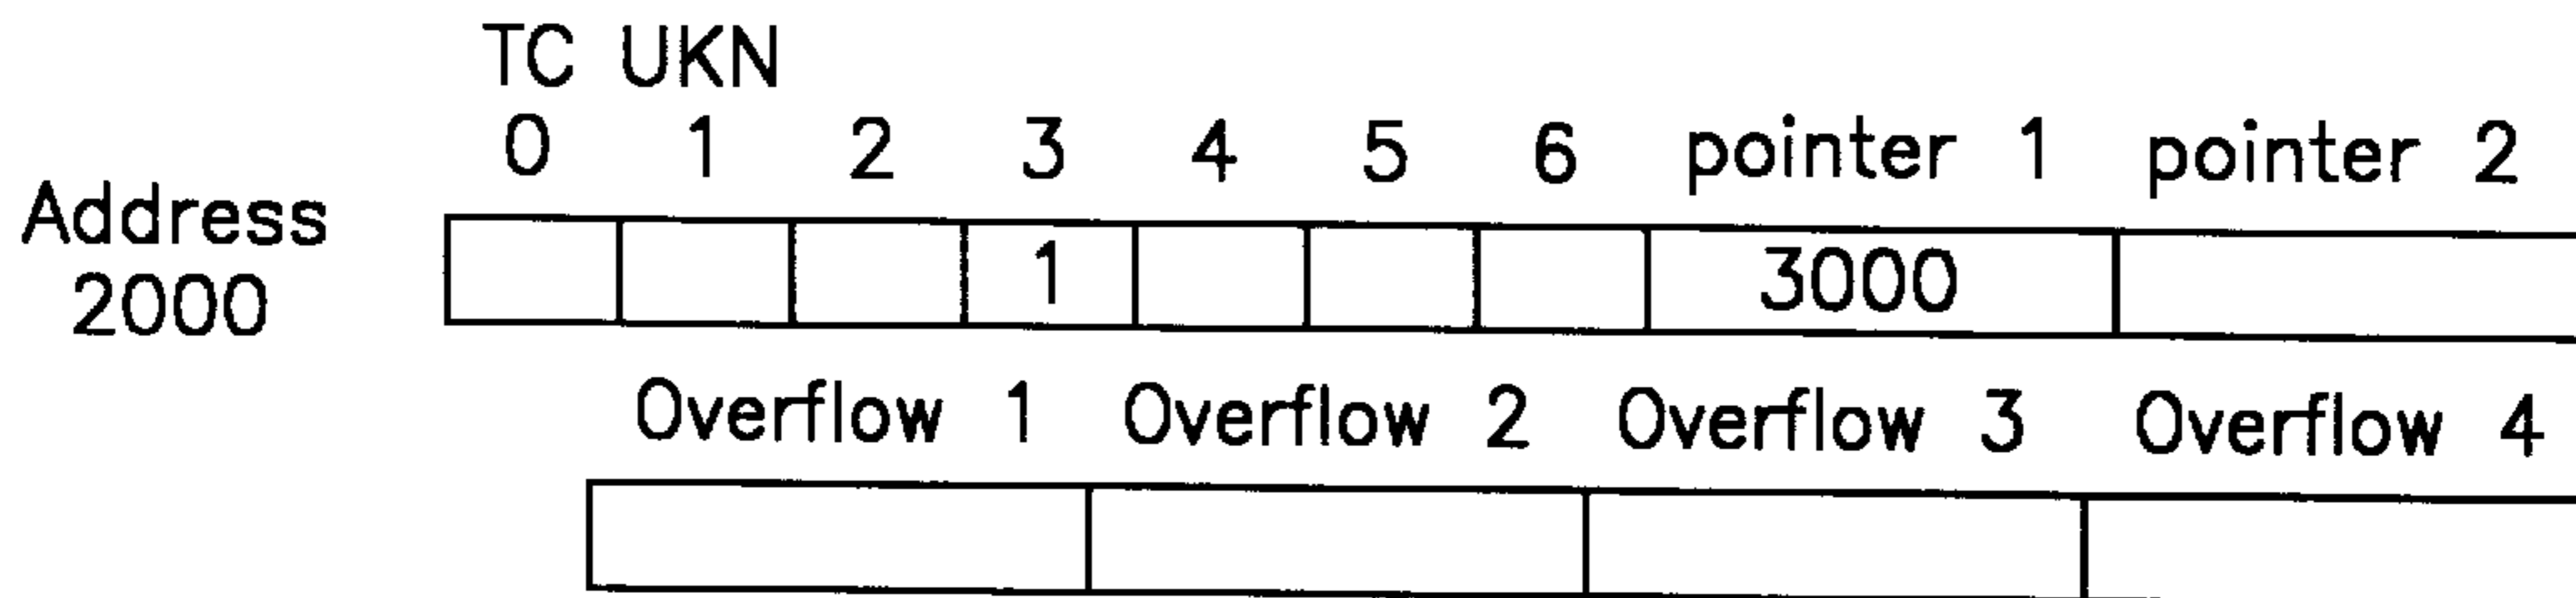 TC UKN
0 1 2 3 4 5 6 pointer 1 pointer 2
Address
2000
1 3000
Overflow 1 Overflow 2 Overflow 3 Overflow 4